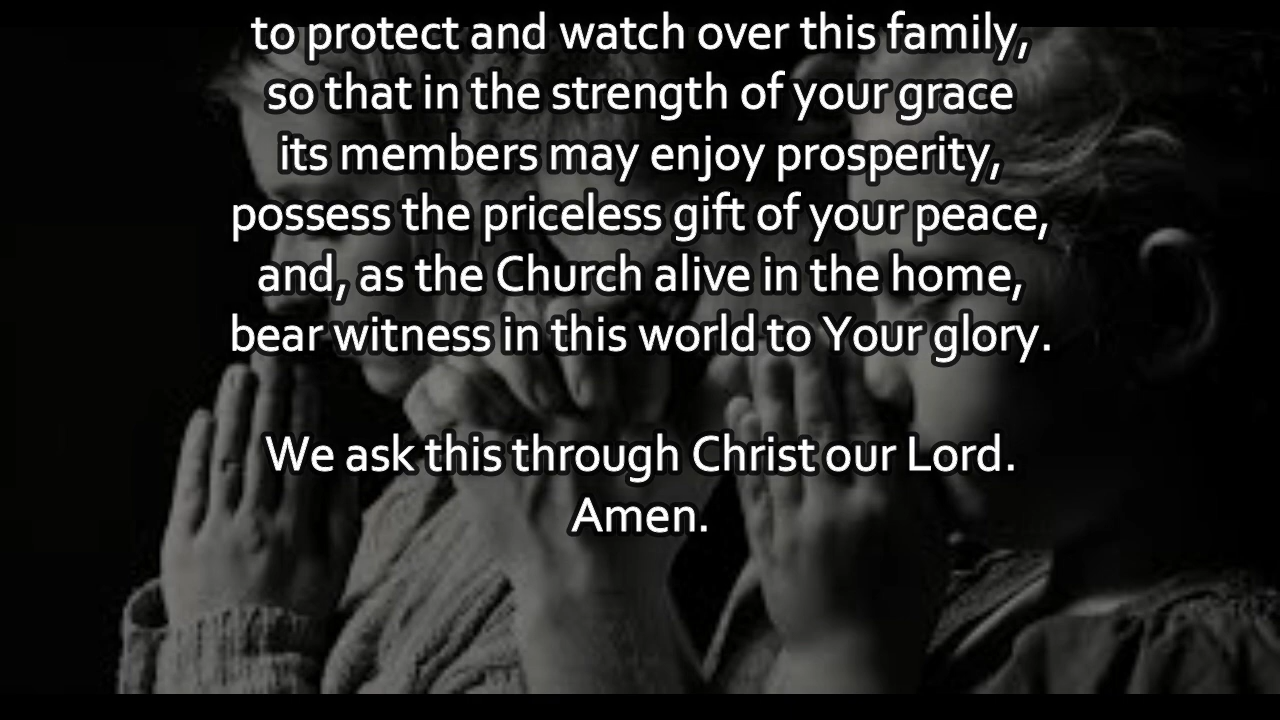 to protect and watch over this family,
so that in the strength of your grace
its members may enjoy prosperity,
possess the priceless gift of your peace,
and, as the Church alive in the home,
bear witness in this world to Your glory.
We ask this through Christ our Lord.
Amen.